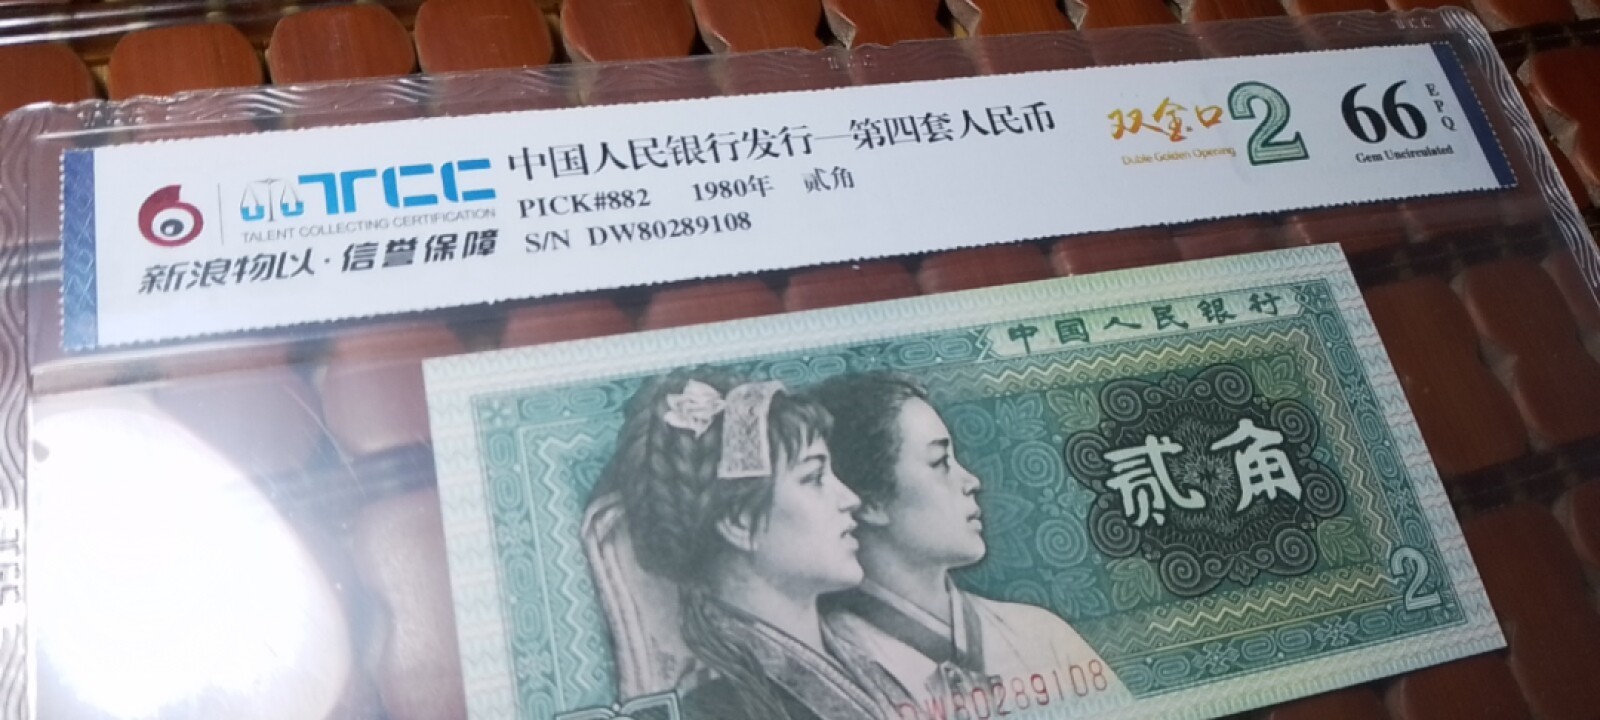 TCC
TALENT COLLECTING CERTIFICATION
新浪物以·信誉保障
中国人民银行发行—第四套人民币
PICK#882 1980年 贰角
S/N DW80289108
双金口
Duble Golden Opening
2
66
EPQ
Gem Uncirculated
中国人民银行
贰角
2
DW80289108